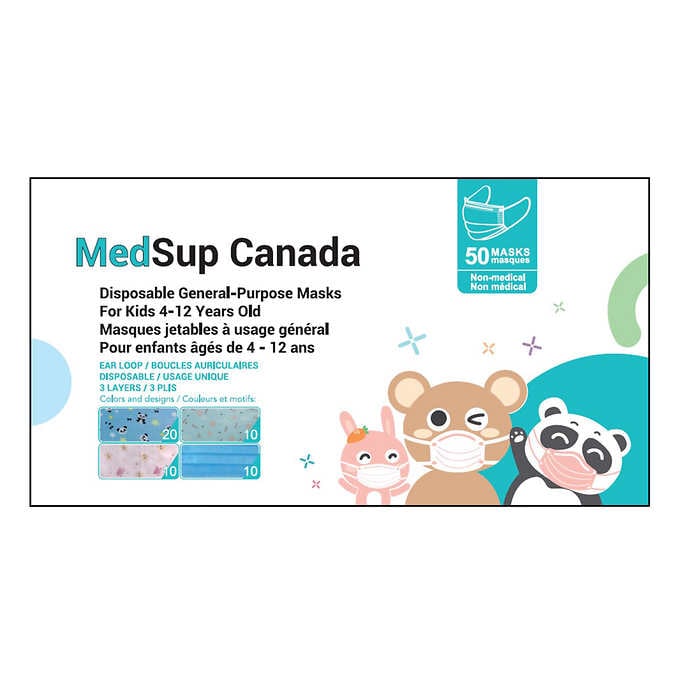 MedSup Canada
Disposable General-Purpose Masks
For Kids 4-12 Years Old
Masques jetables à usage général
Pour enfants âgés de 4 - 12 ans
EAR LOOP / BOUCLES AURICULAIRES
DISPOSABLE / USAGE UNIQUE
3 LAYERS / 3 PLIS
Colors and designs / Couleurs et motifs:
20
10
10
10
50 MASKS
masques
Non-medical
Non médical